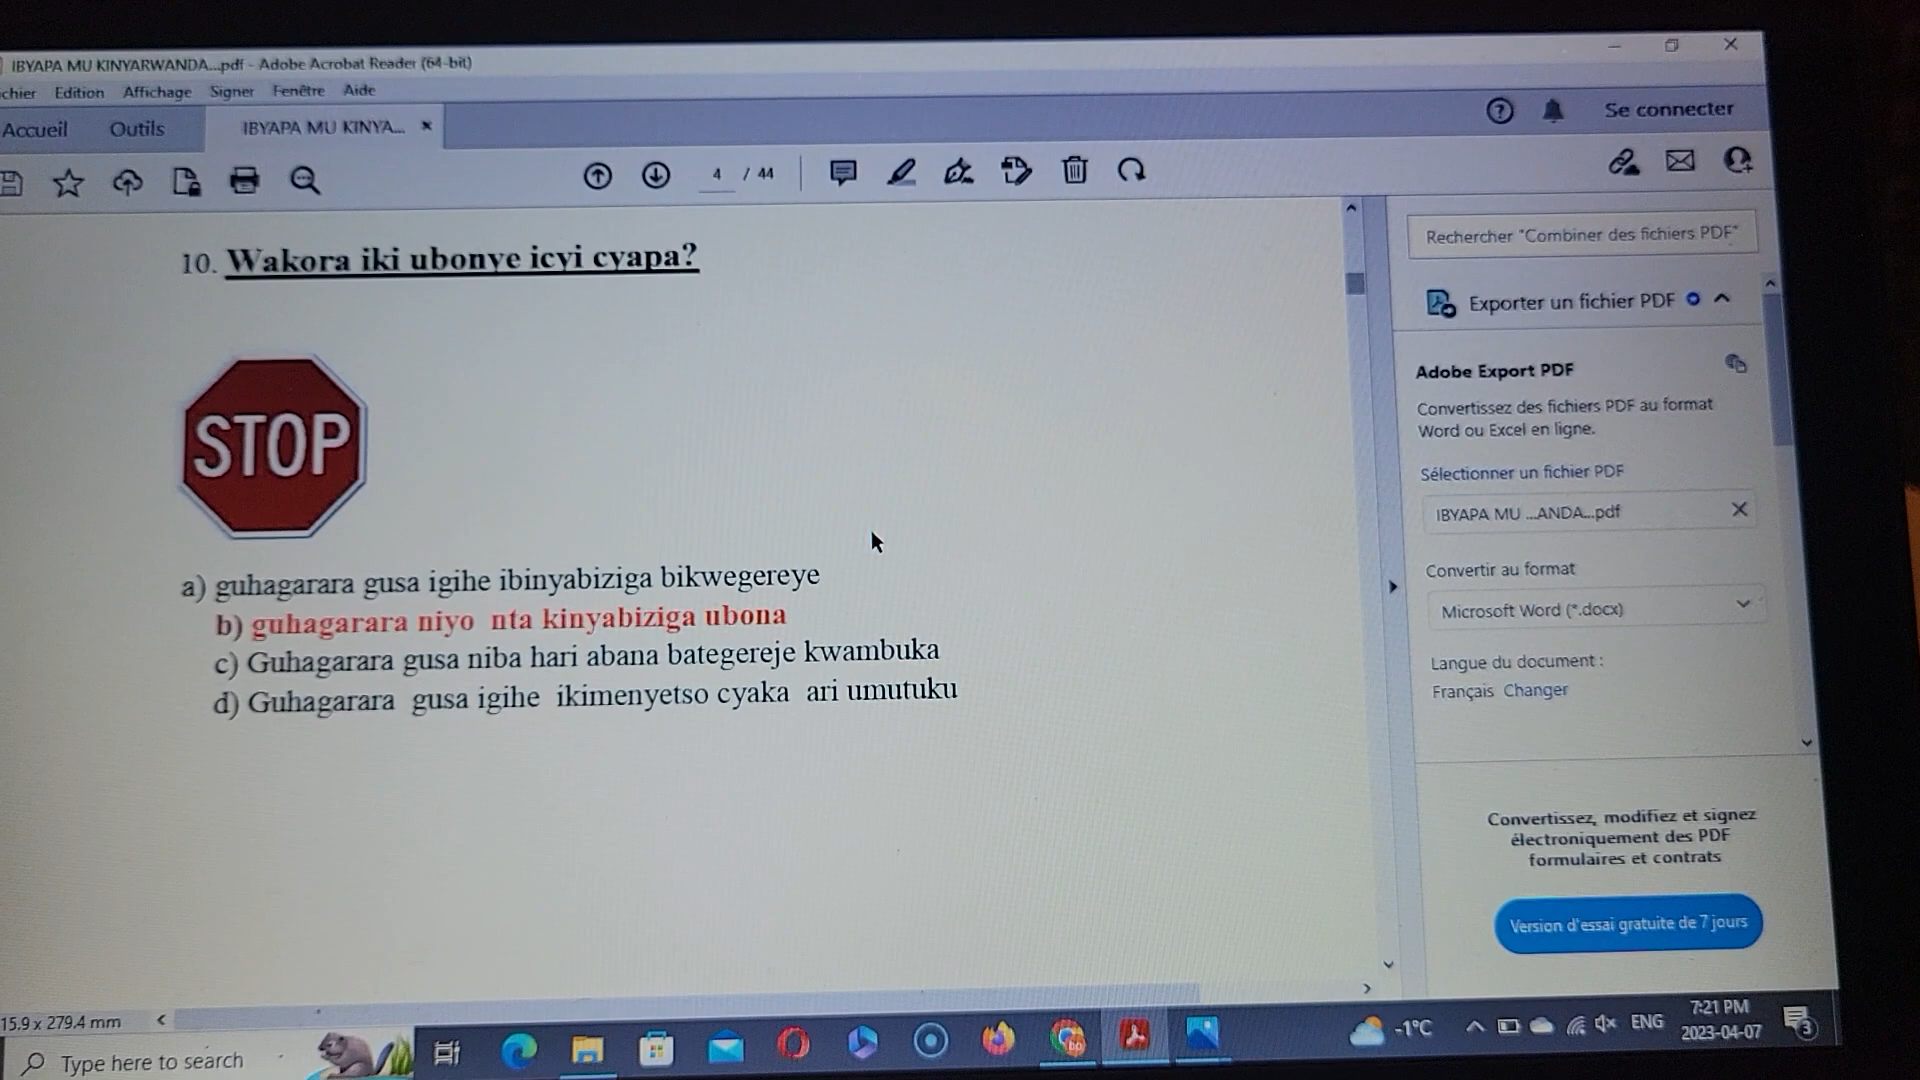 IBYAPA MU KINYARWANDA...pdf - Adobe Acrobat Reader (64-bit)
chier Edition Affichage Signer Fenêtre Aide
Accueil Outils IBYAPA MU KINYA... ×
Se connecter
4 / 44
10. Wakora iki ubonye icyi cyapa?
STOP
a) guhagarara gusa igihe ibinyabiziga bikwegereye
b) guhagarara niyo nta kinyabiziga ubona
c) Guhagarara gusa niba hari abana bategereje kwambuka
d) Guhagarara gusa igihe ikimenyetso cyaka ari umutuku
Rechercher "Combiner des fichiers PDF"
Exporter un fichier PDF
Adobe Export PDF
Convertissez des fichiers PDF au format
Word ou Excel en ligne.
Sélectionner un fichier PDF
IBYAPA MU ...ANDA...pdf
Convertir au format
Microsoft Word (*.docx)
Langue du document :
Français Changer
Convertissez, modifiez et signez
électroniquement des PDF
formulaires et contrats
Version d'essai gratuite de 7 jours
15.9 x 279.4 mm
Type here to search
-1°C
ENG
7:21 PM
2023-04-07
3